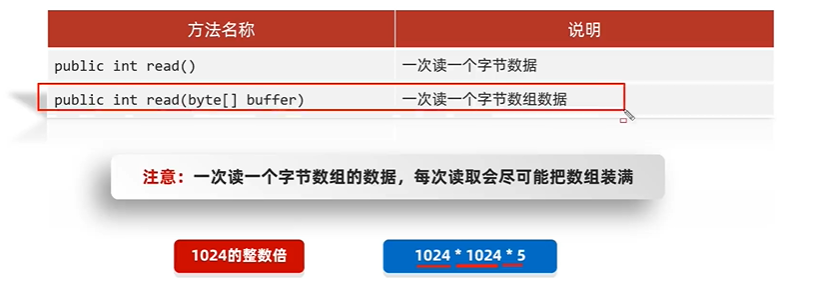 方法名称 说明
public int read() 一次读一个字节数据
public int read(byte[] buffer) 一次读一个字节数组数据
注意：一次读一个字节数组的数据，每次读取会尽可能把数组装满
1024的整数倍 1024 * 1024 * 5